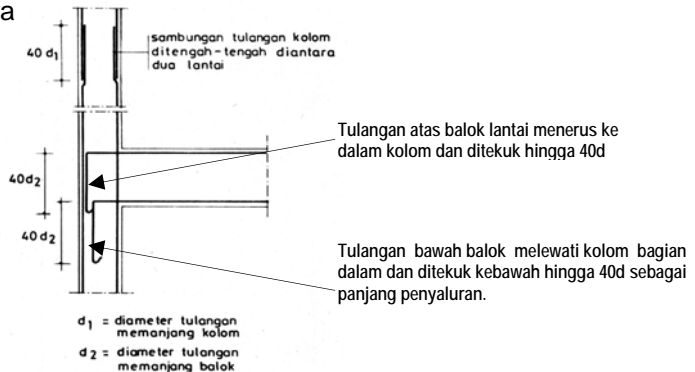 a
40 d₁
sambungan tulangan kolom
ditengah-tengah diantara
dua lantai
Tulangan atas balok lantai menerus ke
dalam kolom dan ditekuk hingga 40d
40d₂
40 d₂
Tulangan bawah balok melewati kolom bagian
dalam dan ditekuk kebawah hingga 40d sebagai
panjang penyaluran.
d₁ = diameter tulangan
memanjang kolom
d₂ = diameter tulangan
memanjang balok